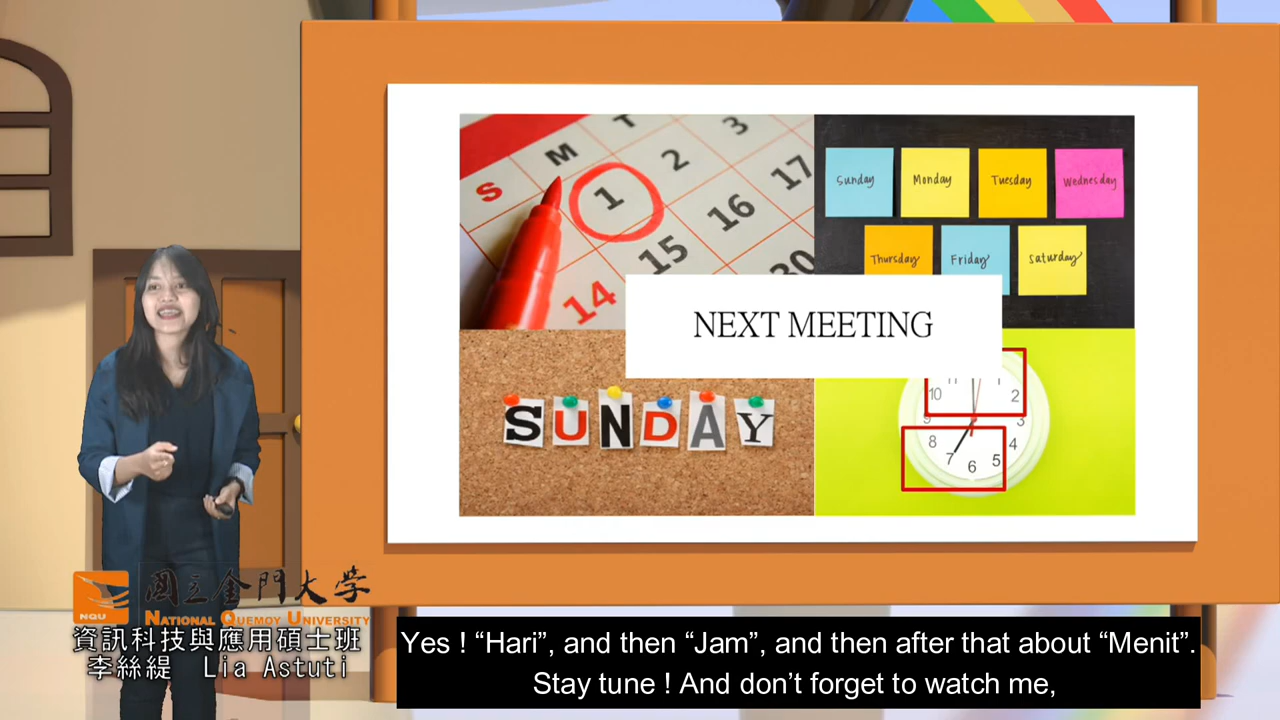 S M T
1 2 3
14 15 16 17
30
Sunday Monday Tuesday Wednesday
Thursday Friday Saturday
NEXT MEETING
SUNDAY
11 1
10 2
9 3
8 4
7 6 5
NQU
國立金門大學
NATIONAL QUEMOY UNIVERSITY
資訊科技與應用碩士班
李絲緹 Lia Astuti
Yes ! “Hari”, and then “Jam”, and then after that about “Menit”.
Stay tune ! And don’t forget to watch me,